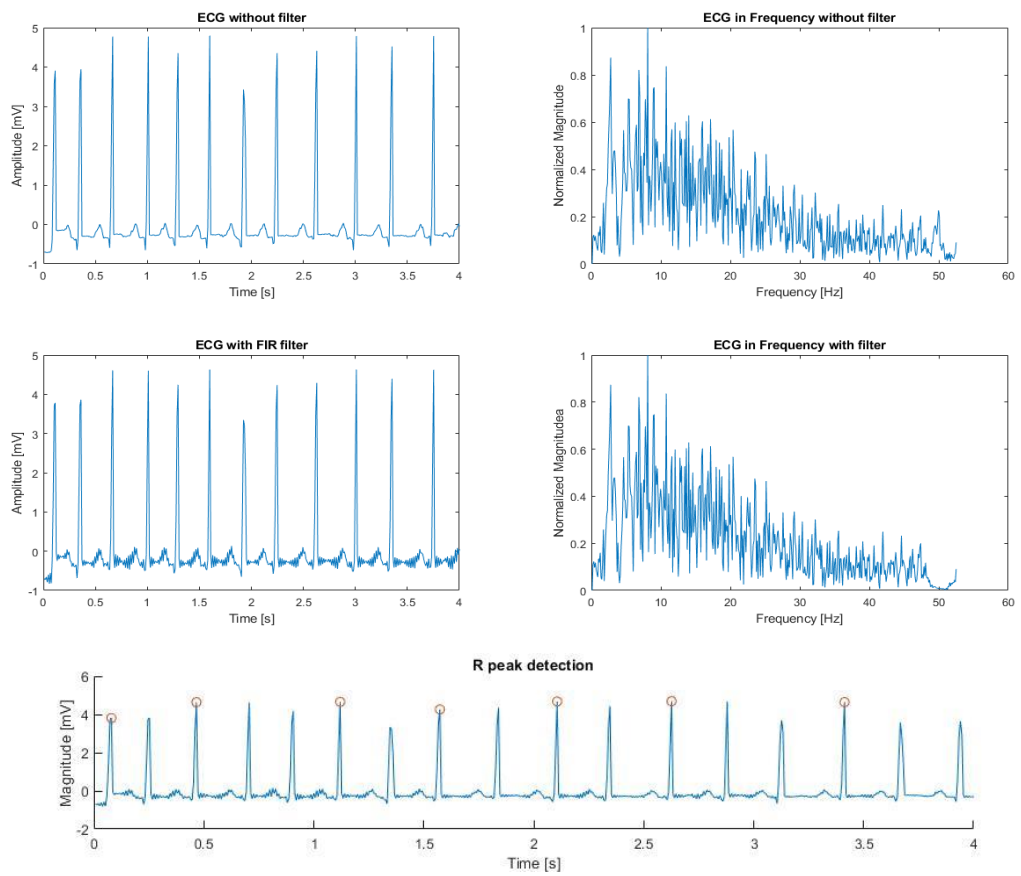 ECG without filter
Amplitude [mV]
5
4
3
2
1
0
-1
0 0.5 1 1.5 2 2.5 3 3.5 4
Time [s]
ECG in Frequency without filter
Normalized Magnitude
1
0.8
0.6
0.4
0.2
0
0 10 20 30 40 50 60
Frequency [Hz]
ECG with FIR filter
Amplitude [mV]
5
4
3
2
1
0
-1
0 0.5 1 1.5 2 2.5 3 3.5 4
Time [s]
ECG in Frequency with filter
Normalized Magnitudea
1
0.8
0.6
0.4
0.2
0
0 10 20 30 40 50 60
Frequency [Hz]
R peak detection
Magnitude [mV]
6
4
2
0
-2
0 0.5 1 1.5 2 2.5 3 3.5 4
Time [s]